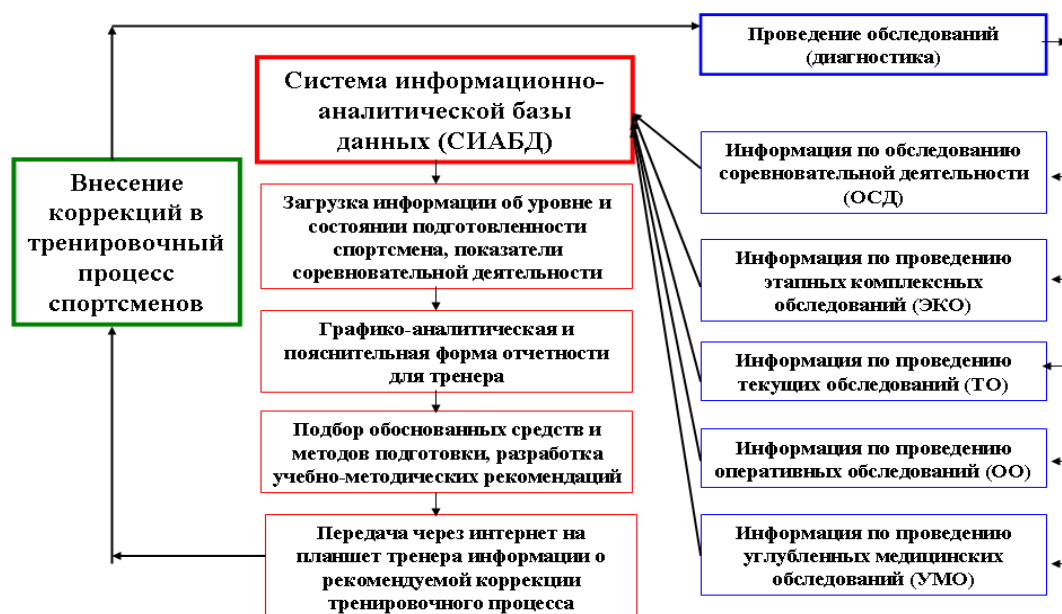 Проведение обследований
(диагностика)
Система информационно-
аналитической базы
данных (СИАБД)
Внесение
коррекций в
тренировочный
процесс
спортсменов
Загрузка информации об уровне и
состоянии подготовленности
спортсмена, показатели
соревновательной деятельности
Графико-аналитическая и
пояснительная форма отчетности
для тренера
Подбор обоснованных средств и
методов подготовки, разработка
учебно-методических рекомендаций
Передача через интернет на
планшет тренера информации о
рекомендуемой коррекции
тренировочного процесса
Информация по обследованию
соревновательной деятельности
(ОСД)
Информация по проведению
этапных комплексных
обследований (ЭКО)
Информация по проведению
текущих обследований (ТО)
Информация по проведению
оперативных обследований (ОО)
Информация по проведению
углубленных медицинских
обследований (УМО)